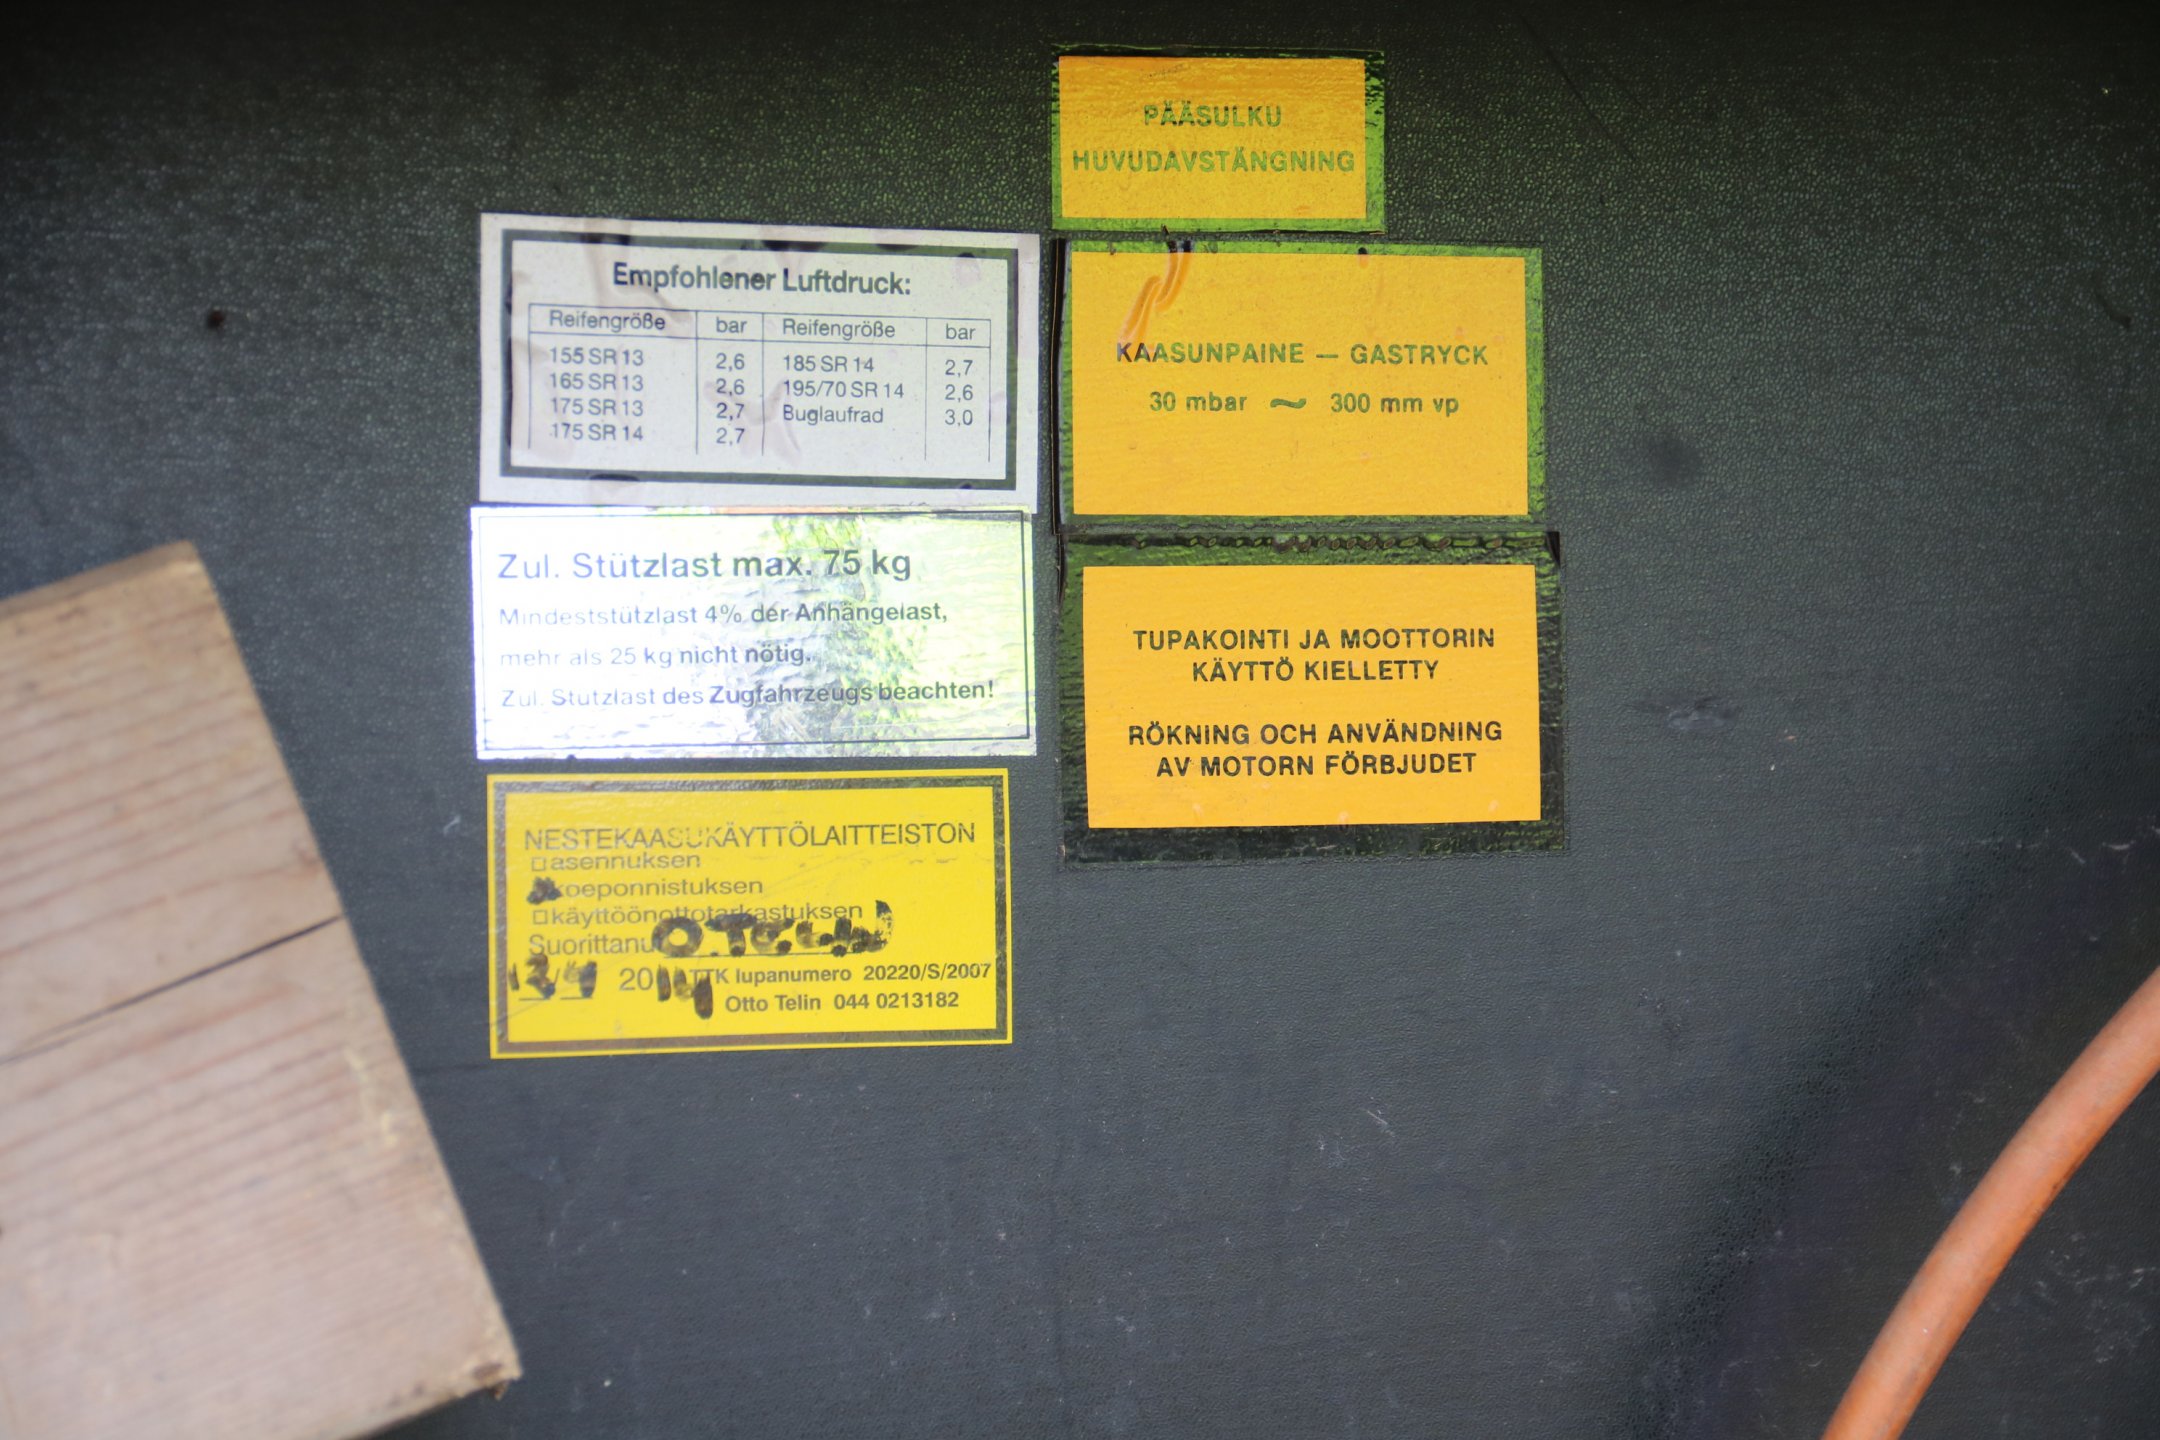 PÄÄSULKU
HUVUDAVSTÄNGNING
Empfohlener Luftdruck:
Reifengröße bar Reifengröße bar
155 SR 13 2,6 185 SR 14 2,7
165 SR 13 2,6 195/70 SR 14 2,6
175 SR 13 2,7 Buglaufrad 3,0
175 SR 14 2,7
KAASUNPAINE — GASTRYCK
30 mbar ~ 300 mm vp
Zul. Stützlast max. 75 kg
Mindeststützlast 4% der Anhängelast,
mehr als 25 kg nicht nötig.
Zul. Stützlast des Zugfahrzeugs beachten!
TUPAKOINTI JA MOOTTORIN
KÄYTTÖ KIELLETTY
RÖKNING OCH ANVÄNDNING
AV MOTORN FÖRBJUDET
NESTEKAASUKÄYTTÖLAITTEISTON
asennuksen
koeponnistuksen
käyttöönottotarkastuksen
Suorittanut O.Telin
2014 TTK lupanumero 20220/S/2007
Otto Telin 044 0213182